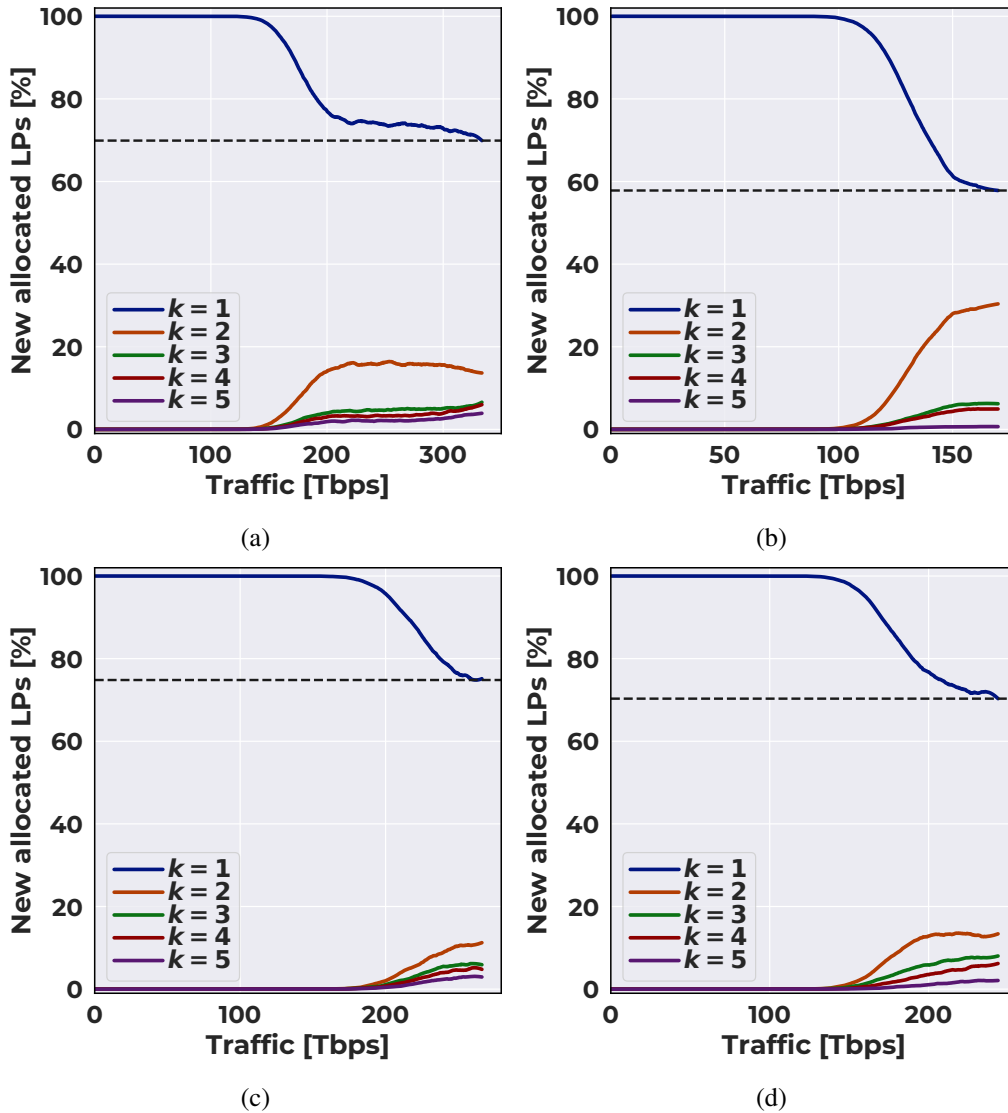 New allocated LPs [%]
100
80
60
40
20
0
k = 1
k = 2
k = 3
k = 4
k = 5
0 100 200 300
Traffic [Tbps]
(a)
New allocated LPs [%]
100
80
60
40
20
0
k = 1
k = 2
k = 3
k = 4
k = 5
0 50 100 150
Traffic [Tbps]
(b)
New allocated LPs [%]
100
80
60
40
20
0
k = 1
k = 2
k = 3
k = 4
k = 5
0 100 200
Traffic [Tbps]
(c)
New allocated LPs [%]
100
80
60
40
20
0
k = 1
k = 2
k = 3
k = 4
k = 5
0 100 200
Traffic [Tbps]
(d)